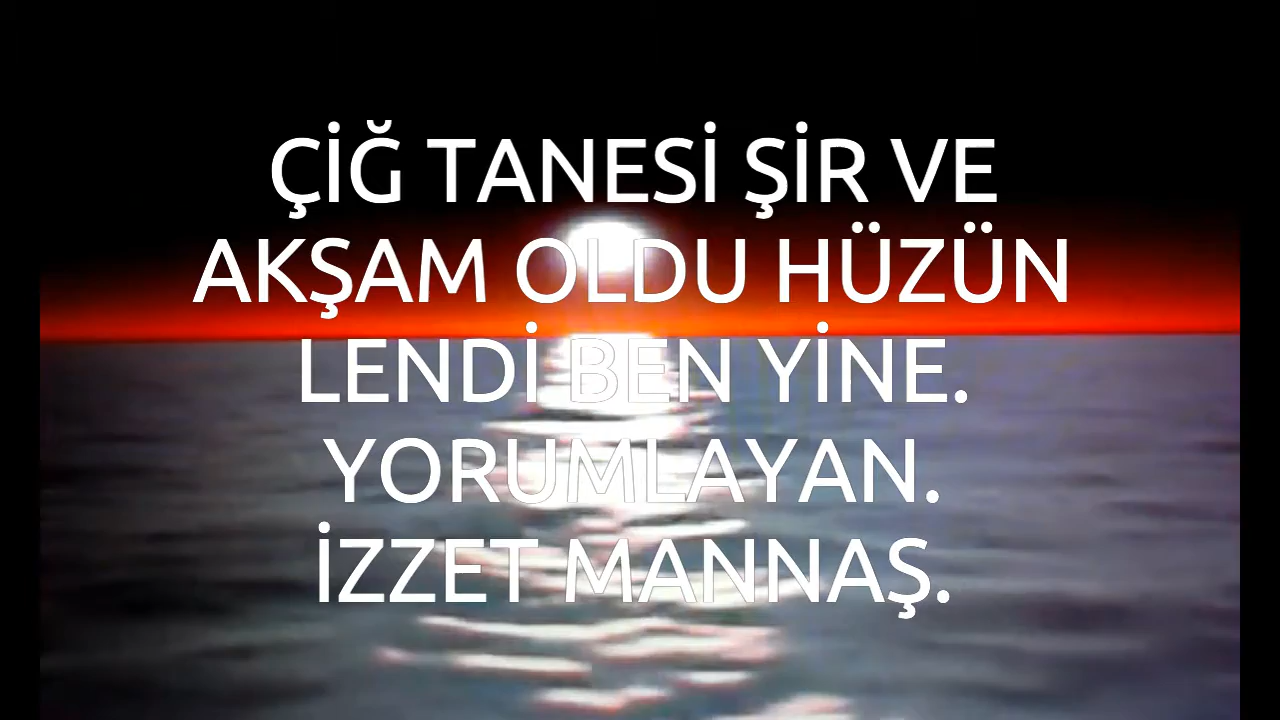 ÇİĞ TANESİ ŞİR VE
AKŞAM OLDU HÜZÜN
LENDİ BEN YİNE.
YORUMLAYAN.
İZZET MANNAŞ.